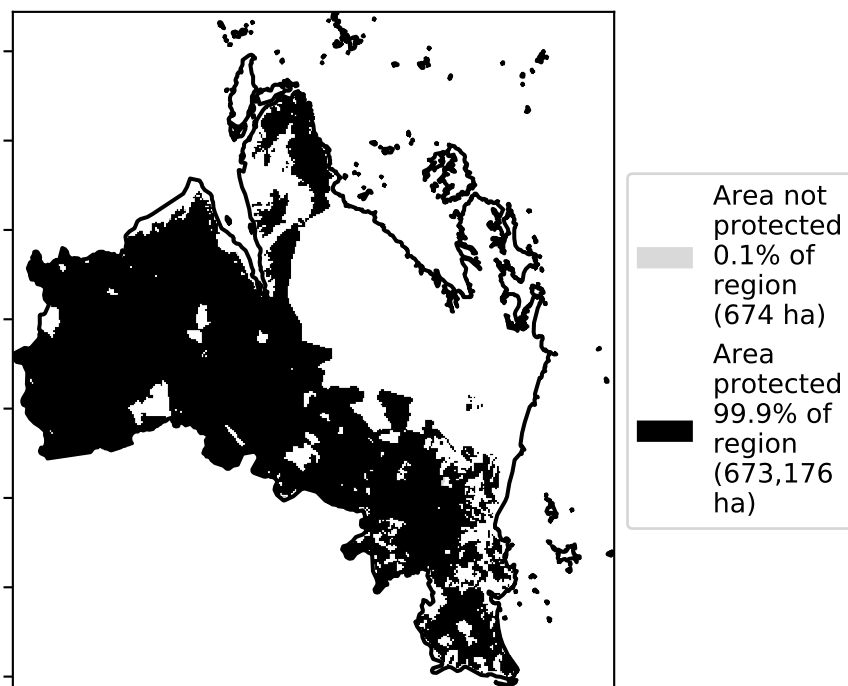 Area not
protected
0.1% of
region
(674 ha)
Area
protected
99.9% of
region
(673,176
ha)